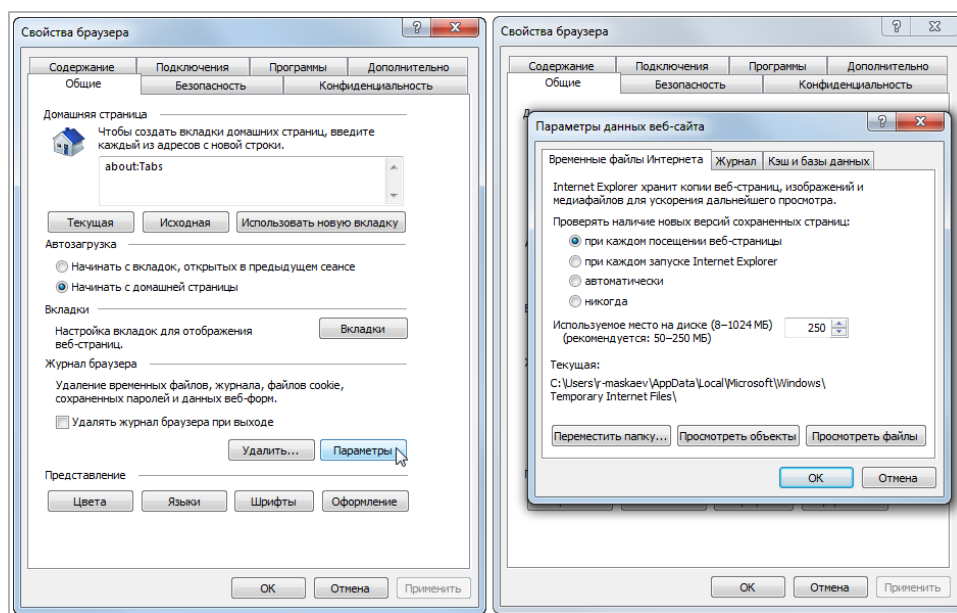 Свойства браузера
Содержание
Подключения
Программы
Дополнительно
Общие
Безопасность
Конфиденциальность
Домашняя страница
Чтобы создать вкладки домашних страниц, введите
каждый из адресов с новой строки.
about:Tabs
Текущая
Исходная
Использовать новую вкладку
Автозагрузка
Начинать с вкладок, открытых в предыдущем сеансе
Начинать с домашней страницы
Вкладки
Настройка вкладок для отображения
веб-страниц.
Вкладки
Журнал браузера
Удаление временных файлов, журнала, файлов cookie,
сохраненных паролей и данных веб-форм.
Удалять журнал браузера при выходе
Удалить...
Параметры
Представление
Цвета
Языки
Шрифты
Оформление
ОК
Отмена
Применить
Свойства браузера
Содержание
Подключения
Программы
Дополнительно
Общие
Безопасность
Конфиденциальность
Параметры данных веб-сайта
Временные файлы Интернета
Журнал
Кэш и базы данных
Internet Explorer хранит копии веб-страниц, изображений и
медиафайлов для ускорения дальнейшего просмотра.
Проверять наличие новых версий сохраненных страниц:
при каждом посещении веб-страницы
при каждом запуске Internet Explorer
автоматически
никогда
Используемое место на диске (8–1024 МБ)
(рекомендуется: 50–250 МБ)
250
Текущая:
C:\Users\r-maskaev\AppData\Local\Microsoft\Windows\
Temporary Internet Files\
Переместить папку...
Просмотреть объекты
Просмотреть файлы
ОК
Отмена
ОК
Отмена
Применить